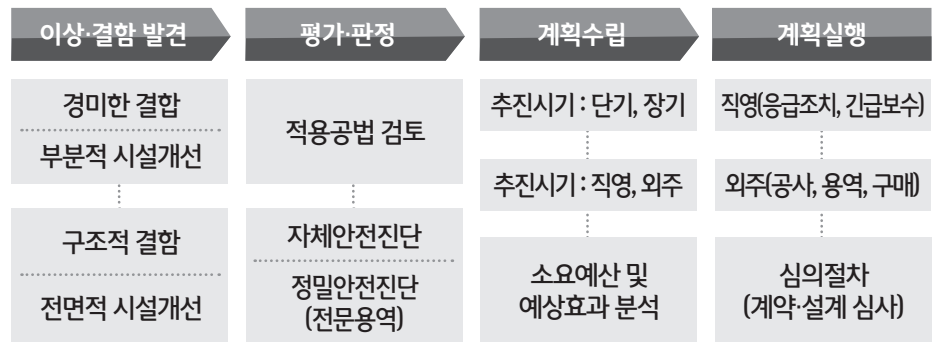 이상·결함 발견
평가·판정
계획수립
계획실행
경미한 결합
부분적 시설개선
구조적 결함
전면적 시설개선
적용공법 검토
자체안전진단
정밀안전진단
(전문용역)
추진시기 : 단기, 장기
추진시기 : 직영, 외주
소요예산 및
예상효과 분석
직영(응급조치, 긴급보수)
외주(공사, 용역, 구매)
심의절차
(계약·설계 심사)